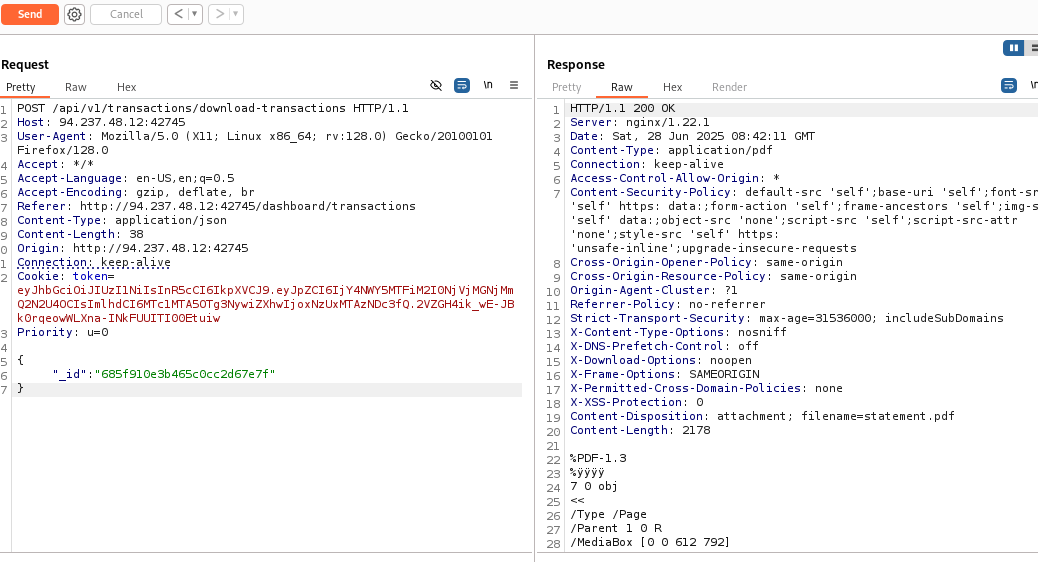 Send
Cancel
Request
Pretty Raw Hex
\n
1 POST /api/v1/transactions/download-transactions HTTP/1.1
2 Host: 94.237.48.12:42745
3 User-Agent: Mozilla/5.0 (X11; Linux x86_64; rv:128.0) Gecko/20100101
Firefox/128.0
4 Accept: */*
5 Accept-Language: en-US,en;q=0.5
6 Accept-Encoding: gzip, deflate, br
7 Referer: http://94.237.48.12:42745/dashboard/transactions
8 Content-Type: application/json
9 Content-Length: 38
0 Origin: http://94.237.48.12:42745
1 Connection: keep-alive
2 Cookie: token=
eyJhbGciOiJIUzI1NiIsInR5cCI6IkpXVCJ9.eyJpZCI6IjY4NWY5MTFiM2I0NjVjMGNjMm
Q2N2U4OCIsImlhdCI6MTc1MTA5OTg3NywiZXhwIjoxNzUxMTAzNDc3fQ.2VZGH4ik_wE-JB
kOrqeowWLXna-INkFUUITI00Etuiw
3 Priority: u=0
4
5 {
6 "_id":"685f910e3b465c0cc2d67e7f"
7 }
Response
Pretty Raw Hex Render
1 HTTP/1.1 200 OK
2 Server: nginx/1.22.1
3 Date: Sat, 28 Jun 2025 08:42:11 GMT
4 Content-Type: application/pdf
5 Connection: keep-alive
6 Access-Control-Allow-Origin: *
7 Content-Security-Policy: default-src 'self';base-uri 'self';font-sr
'self' https: data:;form-action 'self';frame-ancestors 'self';img-s
'self' data:;object-src 'none';script-src 'self';script-src-attr
'none';style-src 'self' https:
'unsafe-inline';upgrade-insecure-requests
8 Cross-Origin-Opener-Policy: same-origin
9 Cross-Origin-Resource-Policy: same-origin
10 Origin-Agent-Cluster: ?1
11 Referrer-Policy: no-referrer
12 Strict-Transport-Security: max-age=31536000; includeSubDomains
13 X-Content-Type-Options: nosniff
14 X-DNS-Prefetch-Control: off
15 X-Download-Options: noopen
16 X-Frame-Options: SAMEORIGIN
17 X-Permitted-Cross-Domain-Policies: none
18 X-XSS-Protection: 0
19 Content-Disposition: attachment; filename=statement.pdf
20 Content-Length: 2178
21
22 %PDF-1.3
23 %ÿÿÿÿ
24 7 0 obj
25 <<
26 /Type /Page
27 /Parent 1 0 R
28 /MediaBox [0 0 612 792]